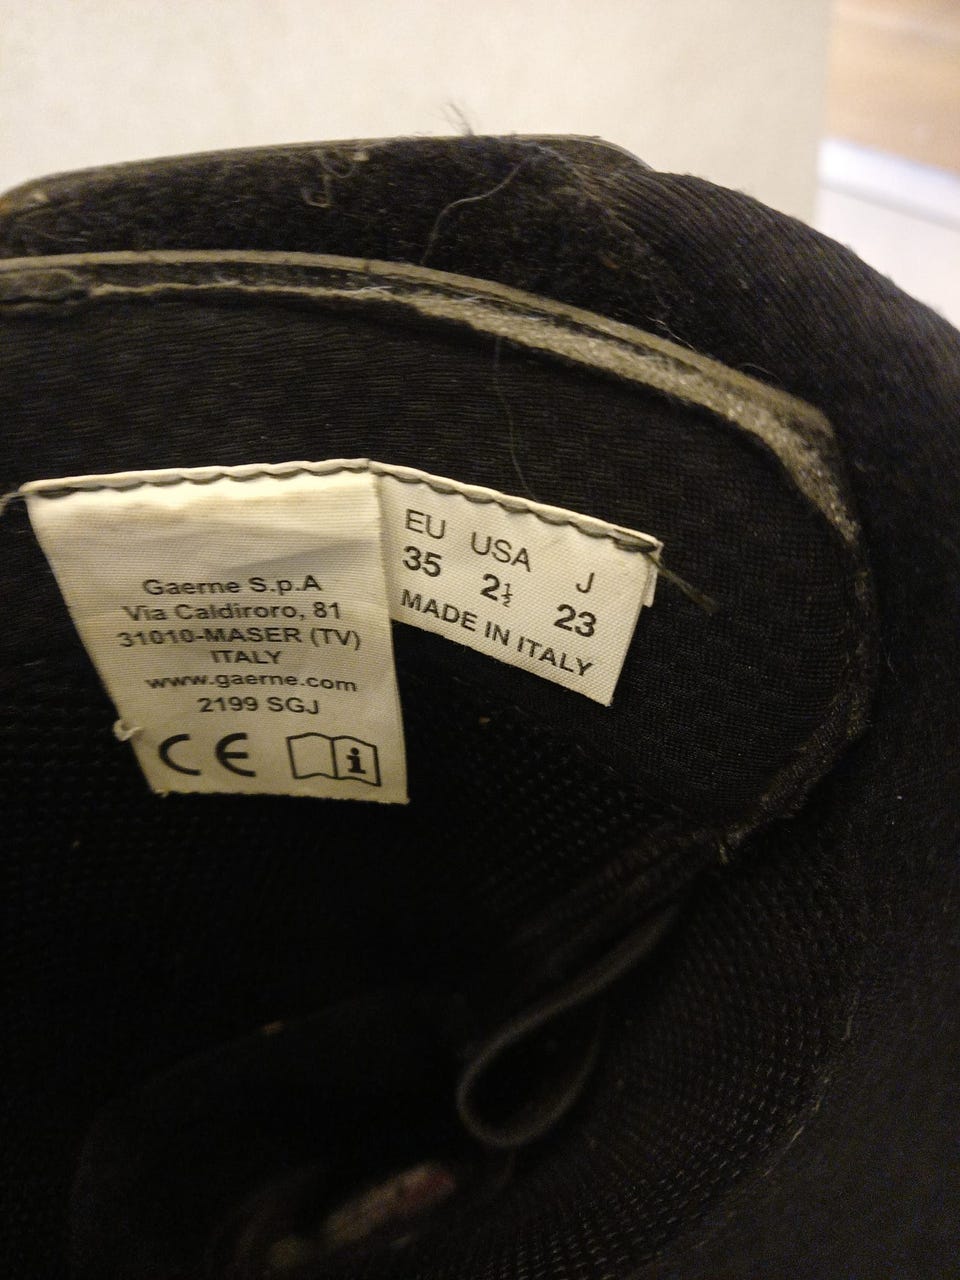 Gaerne S.p.A
Via Caldiroro, 81
31010-MASER (TV)
ITALY
www.gaerne.com
2199 SGJ
CE
i
EU USA J
35 2½ 23
MADE IN ITALY